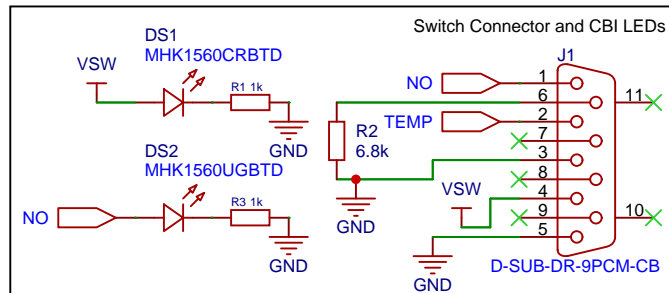 Switch Connector and CBI LEDs
DS1
MHK1560CRBTD
VSW
R1 1k
GND
DS2
MHK1560UGBTD
NO
R3 1k
GND
J1
NO
1
6
TEMP
2
7
3
8
VSW
4
9
5
11
10
R2
6.8k
GND
GND
D-SUB-DR-9PCM-CB